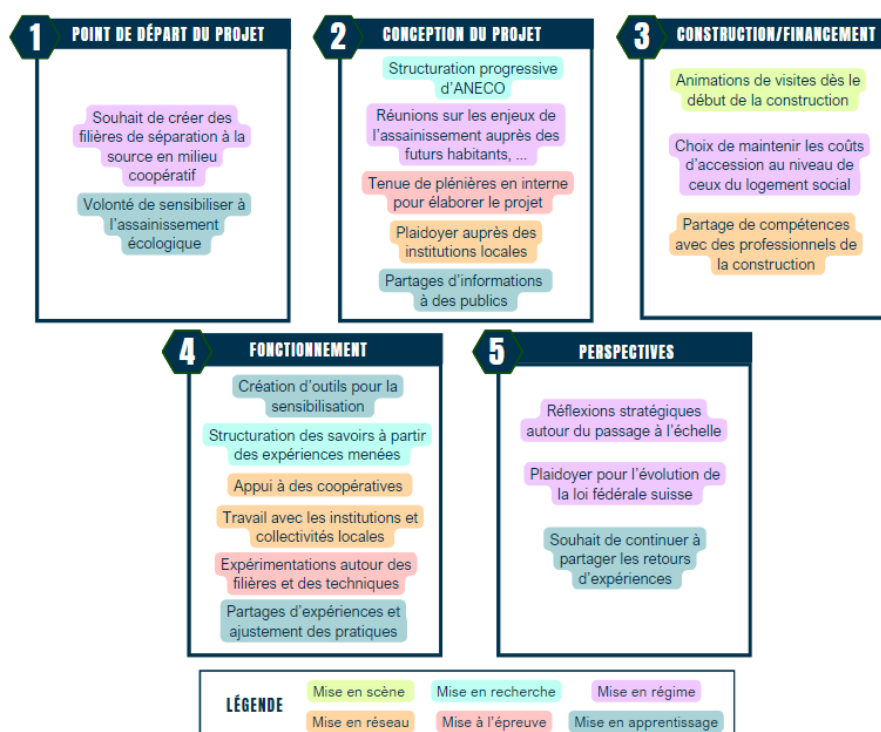 1 POINT DE DÉPART DU PROJET
Souhait de créer des
filières de séparation à la
source en milieu
coopératif
Volonté de sensibiliser à
l'assainissement
écologique
2 CONCEPTION DU PROJET
Structuration progressive
d'ANECO
Réunions sur les enjeux de
l'assainissement auprès des
futurs habitants, ...
Tenue de plénières en interne
pour élaborer le projet
Plaidoyer auprès des
institutions locales
Partages d'informations
à des publics
3 CONSTRUCTION/FINANCEMENT
Animations de visites dès le
début de la construction
Choix de maintenir les coûts
d'accession au niveau de
ceux du logement social
Partage de compétences
avec des professionnels de
la construction
4 FONCTIONNEMENT
Création d'outils pour la
sensibilisation
Structuration des savoirs à partir
des expériences menées
Appui à des coopératives
Travail avec les institutions et
collectivités locales
Expérimentations autour des
filières et des techniques
Partages d'expériences et
ajustement des pratiques
5 PERSPECTIVES
Réflexions stratégiques
autour du passage à l'échelle
Plaidoyer pour l'évolution de
la loi fédérale suisse
Souhait de continuer à
partager les retours
d'expériences
LÉGENDE
Mise en scène
Mise en recherche
Mise en régime
Mise en réseau
Mise à l'épreuve
Mise en apprentissage